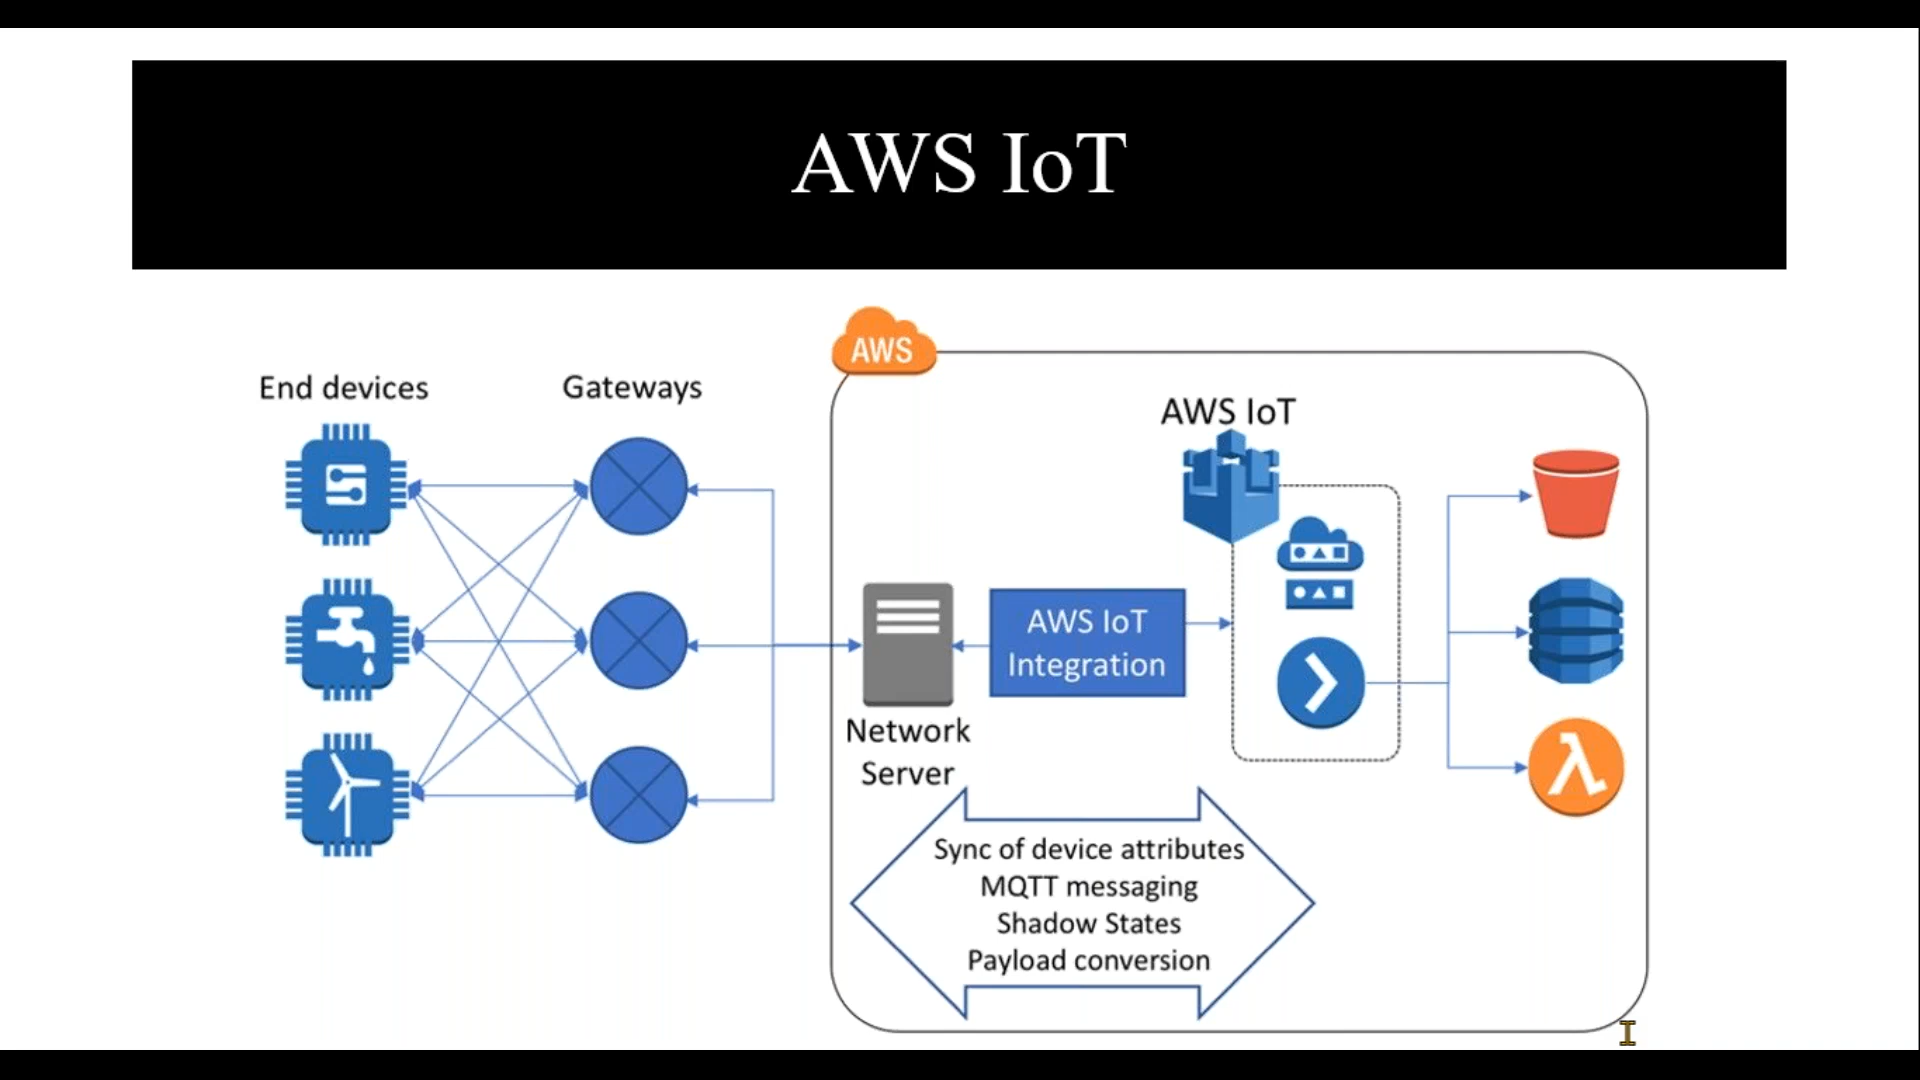 AWS IoT
AWS
End devices
Gateways
AWS IoT
AWS IoT
Integration
Network
Server
Sync of device attributes
MQTT messaging
Shadow States
Payload conversion